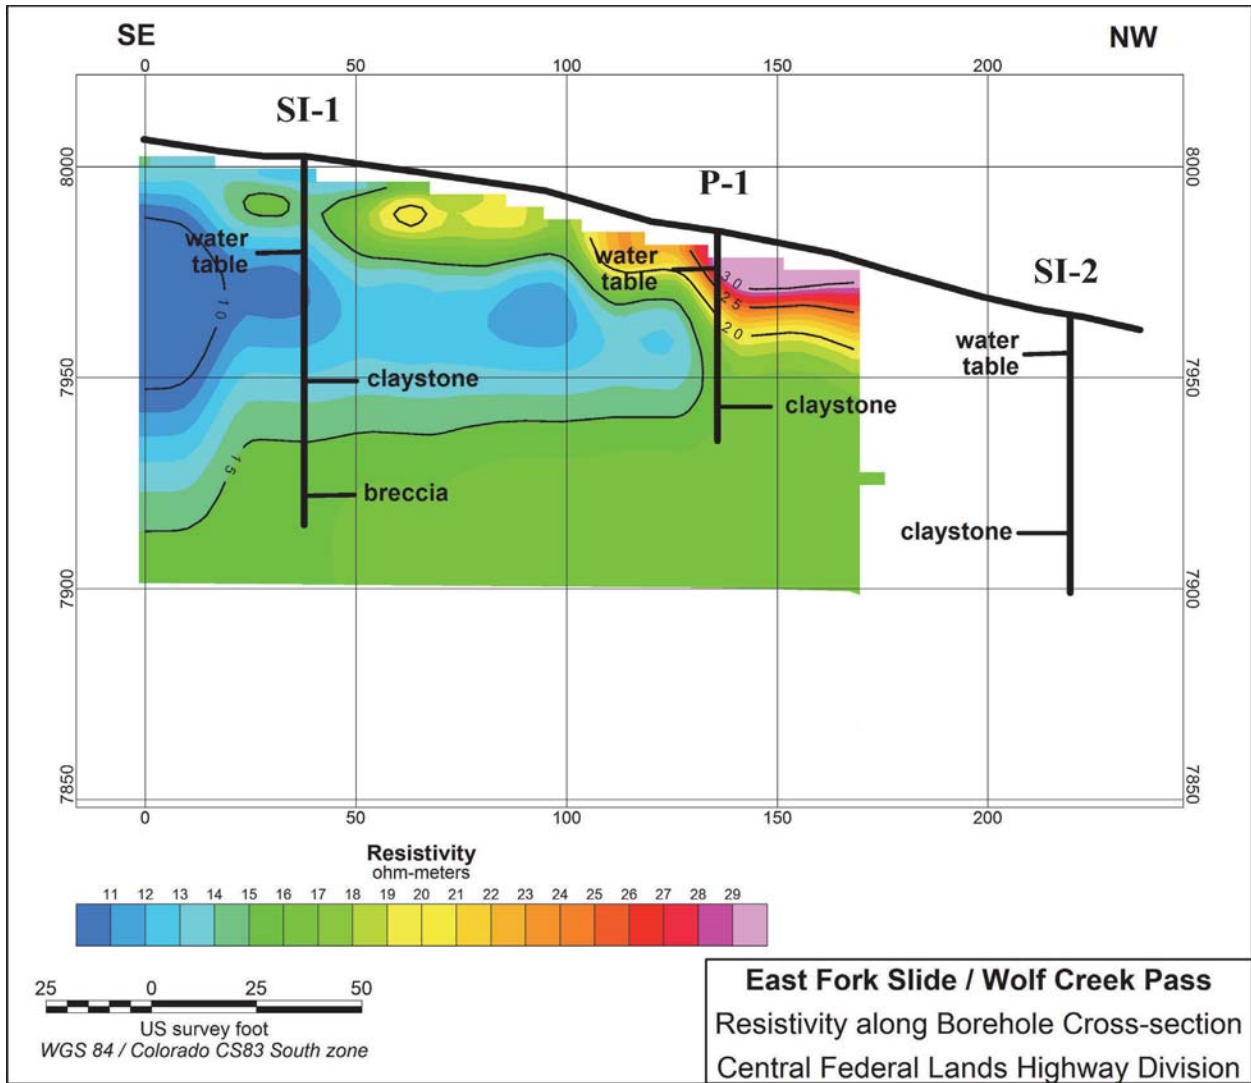 SE
NW
0 50 100 150 200
SI-1
8000
8000
P-1
water
table
water
table
30
25
20
SI-2
10
water
table
7950
7950
claystone
claystone
15
breccia
claystone
7900
7900
7850
7850
0 50 100 150 200
Resistivity
ohm-meters
11 12 13 14 15 16 17 18 19 20 21 22 23 24 25 26 27 28 29
25 0 25 50
US survey foot
WGS 84 / Colorado CS83 South zone
East Fork Slide / Wolf Creek Pass
Resistivity along Borehole Cross-section
Central Federal Lands Highway Division